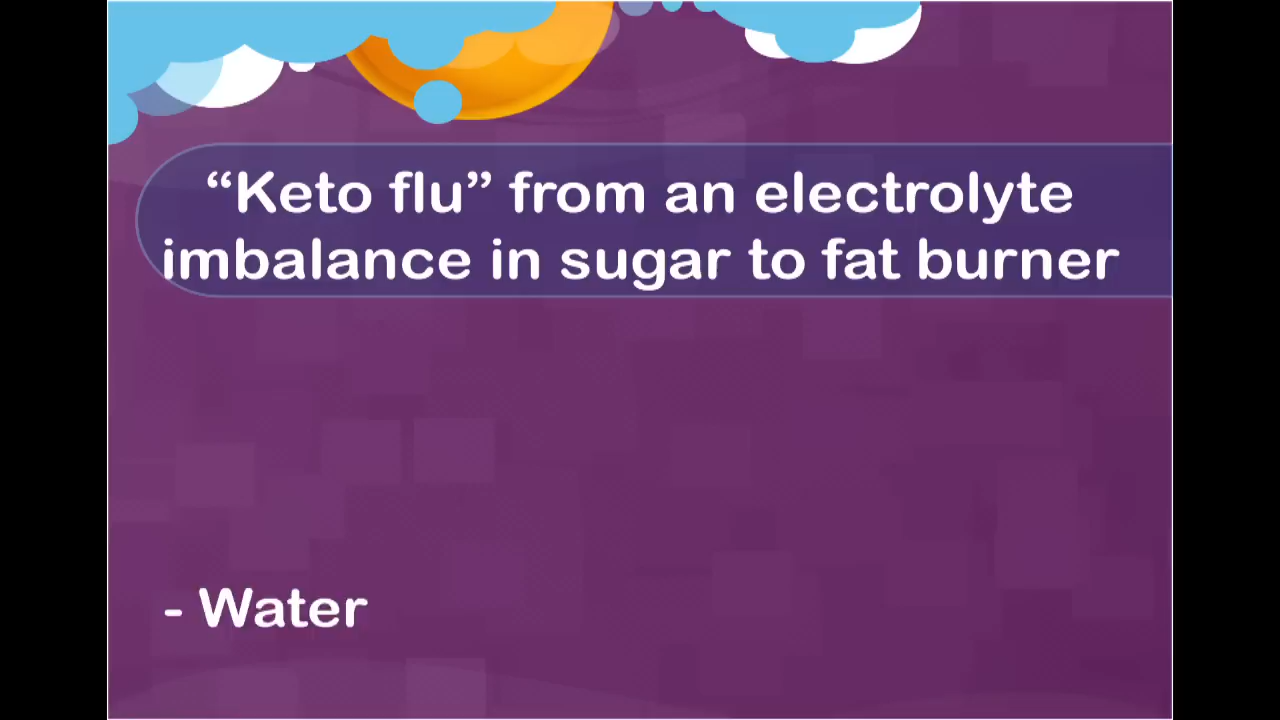 “Keto flu” from an electrolyte
imbalance in sugar to fat burner
- Water